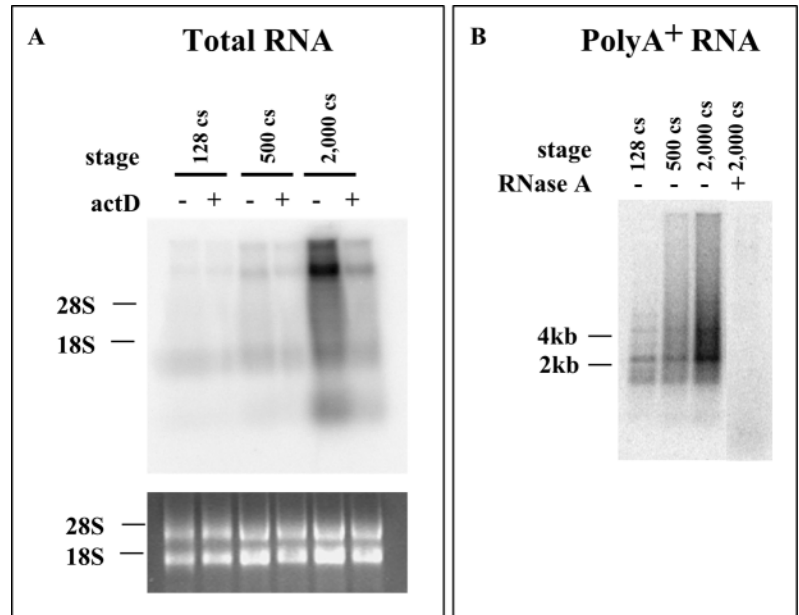 A Total RNA
stage 128 cs 500 cs 2,000 cs
actD - + - + - +
28S
18S
28S
18S
B PolyA+ RNA
stage 128 cs 500 cs 2,000 cs 2,000 cs
RNase A - - - +
4kb
2kb